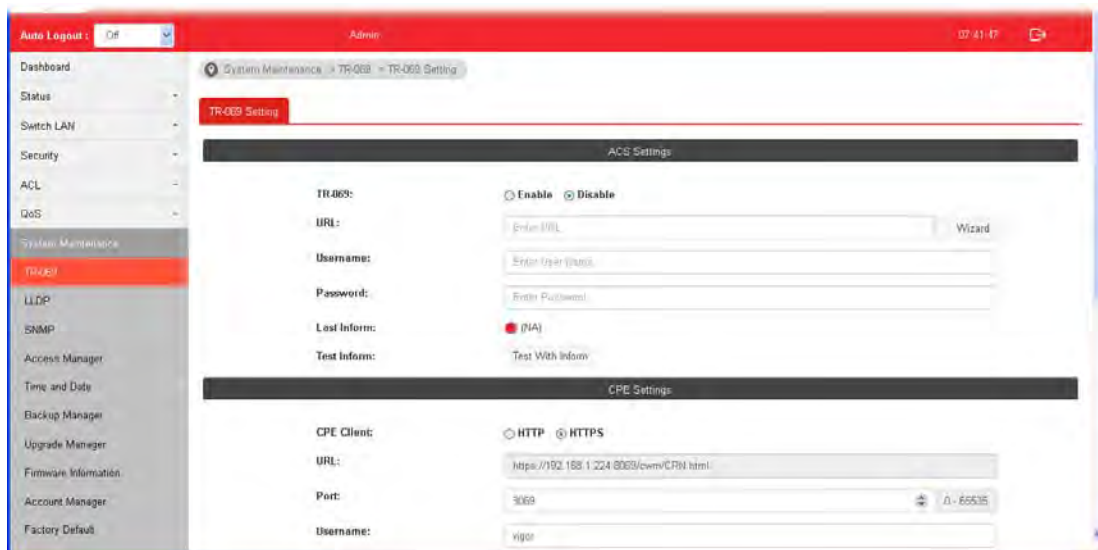 Auto Logout : Off
Admin
07:41:47
Dashboard
Status
Switch LAN
Security
ACL
QoS
System Maintenance
TR-069
LLDP
SNMP
Access Manager
Time and Date
Backup Manager
Upgrade Manager
Firmware Information
Account Manager
Factory Default
System Maintenance > TR-069 > TR-069 Setting
TR-069 Setting
ACS Settings
TR-069: Enable Disable
URL: Enter URL Wizard
Username: Enter User Name
Password: Enter Password
Last Inform: (NA)
Test Inform: Test With Inform
CPE Settings
CPE Client: HTTP HTTPS
URL: https://192.168.1.224:8069/cwm/CRN.html
Port: 8069 0 - 65535
Username: vigor